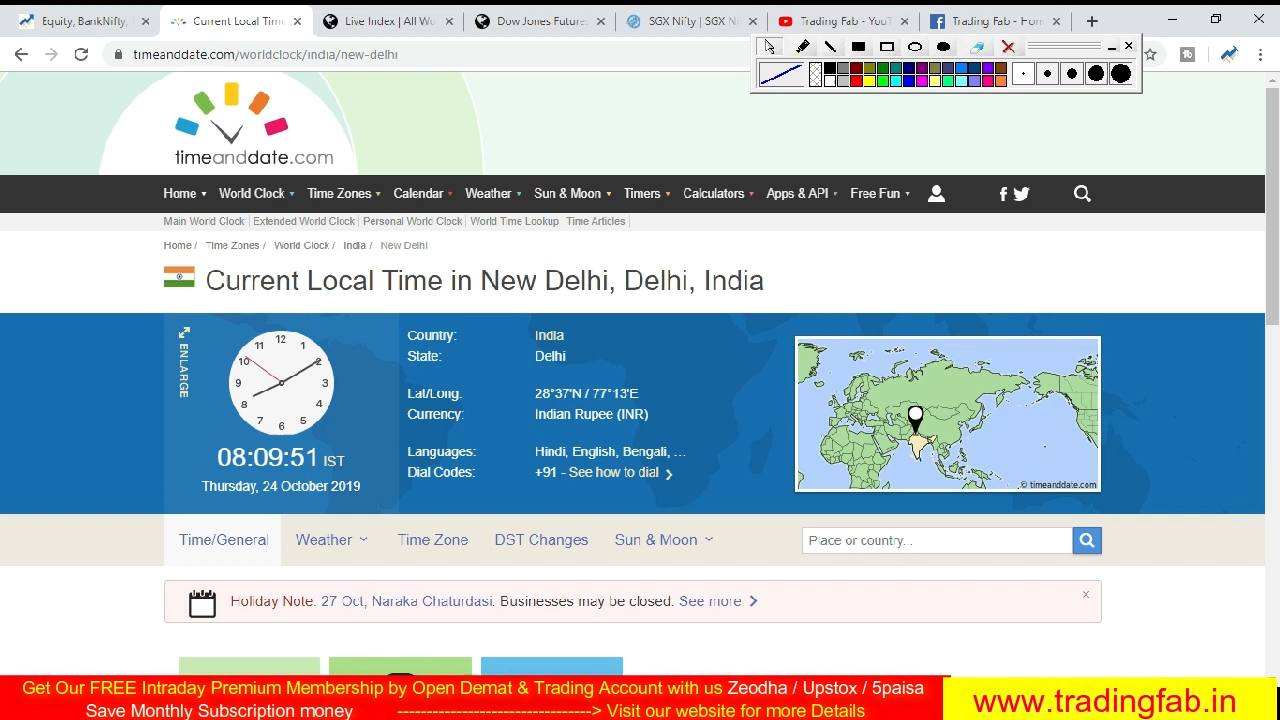 Equity, BankNifty,
Current Local Time
Live Index | All Wo
Dow Jones Futures
SGX Nifty | SGX N
Trading Fab - YouT
Trading Fab - Hom
timeanddate.com/worldclock/india/new-delhi
timeanddate.com
Home World Clock Time Zones Calendar Weather Sun & Moon Timers Calculators Apps & API Free Fun
Main World Clock Extended World Clock Personal World Clock World Time Lookup Time Articles
Home / Time Zones / World Clock / India / New Delhi
Current Local Time in New Delhi, Delhi, India
ENLARGE
12 1 2 3 4 5 6 7 8 9 10 11
08:09:51 IST
Thursday, 24 October 2019
Country: India
State: Delhi
Lat/Long. 28°37'N / 77°13'E
Currency: Indian Rupee (INR)
Languages: Hindi, English, Bengali, ...
Dial Codes: +91 - See how to dial
© timeanddate.com
Time/General Weather Time Zone DST Changes Sun & Moon
Place or country...
Holiday Note. 27 Oct, Naraka Chaturdasi. Businesses may be closed. See more
x
Get Our FREE Intraday Premium Membership by Open Demat & Trading Account with us Zeodha / Upstox / 5paisa
Save Monthly Subscription money --------------------------------> Visit our website for more Details
www.tradingfab.in